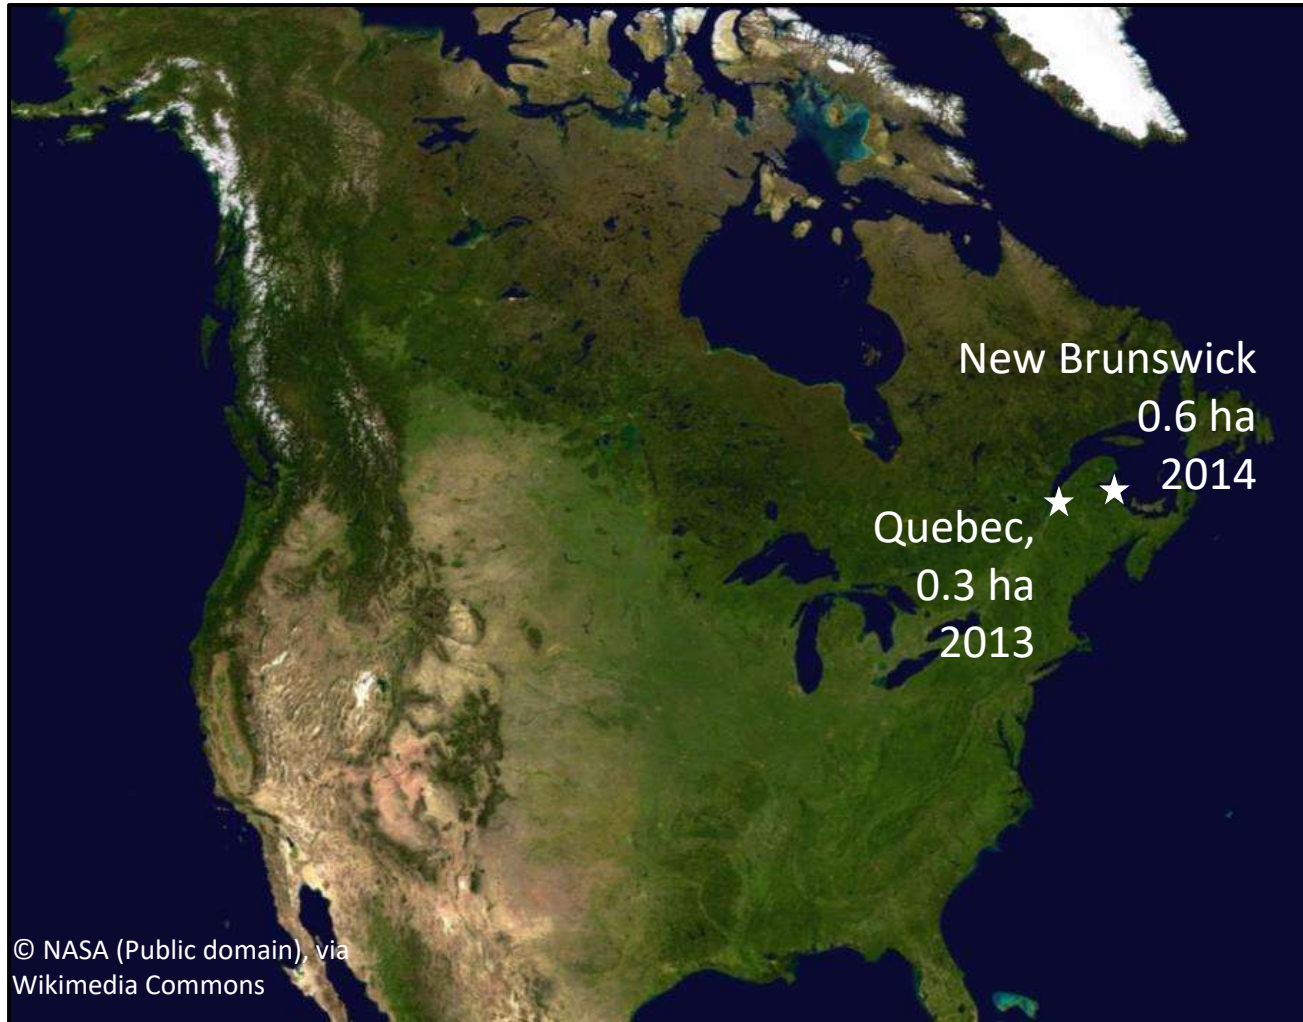 New Brunswick
0.6 ha
2014
Quebec,
0.3 ha
2013
© NASA (Public domain), via
Wikimedia Commons